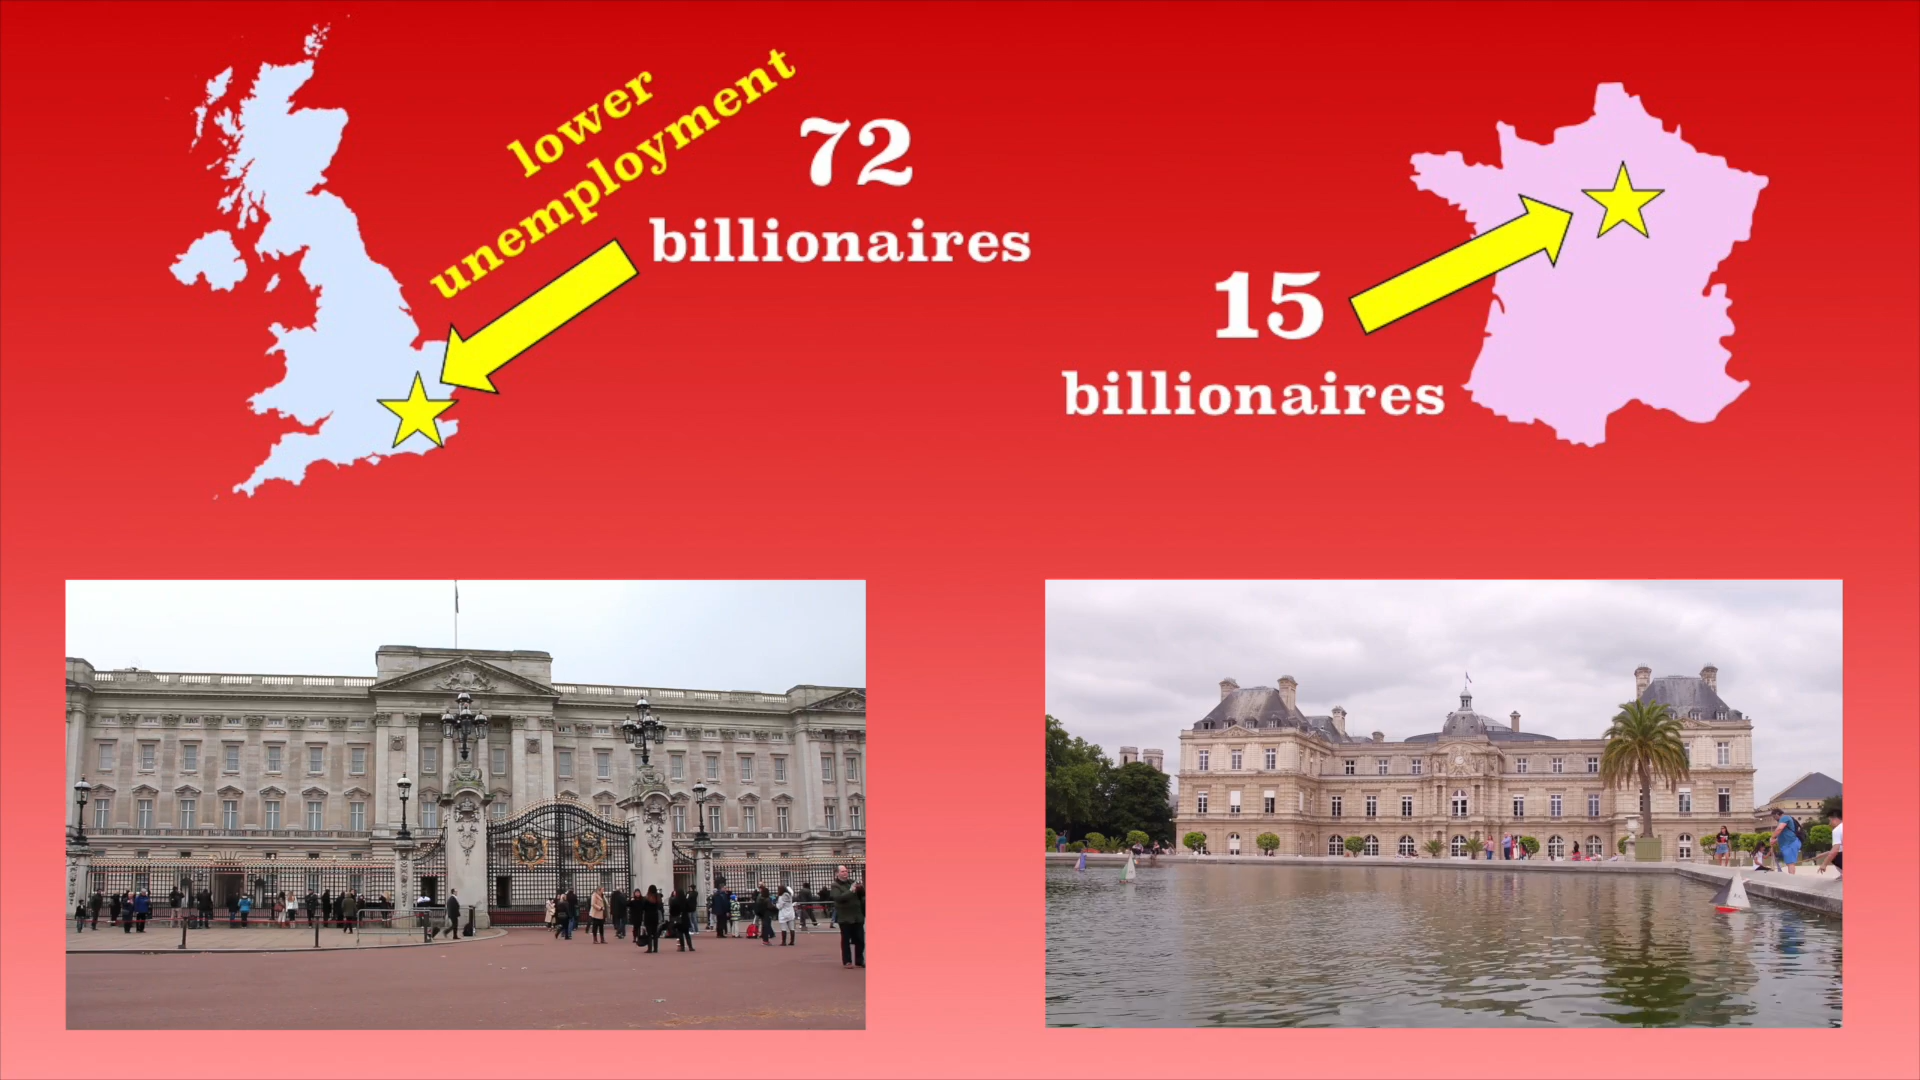 lower
unemployment
72
billionaires
15
billionaires